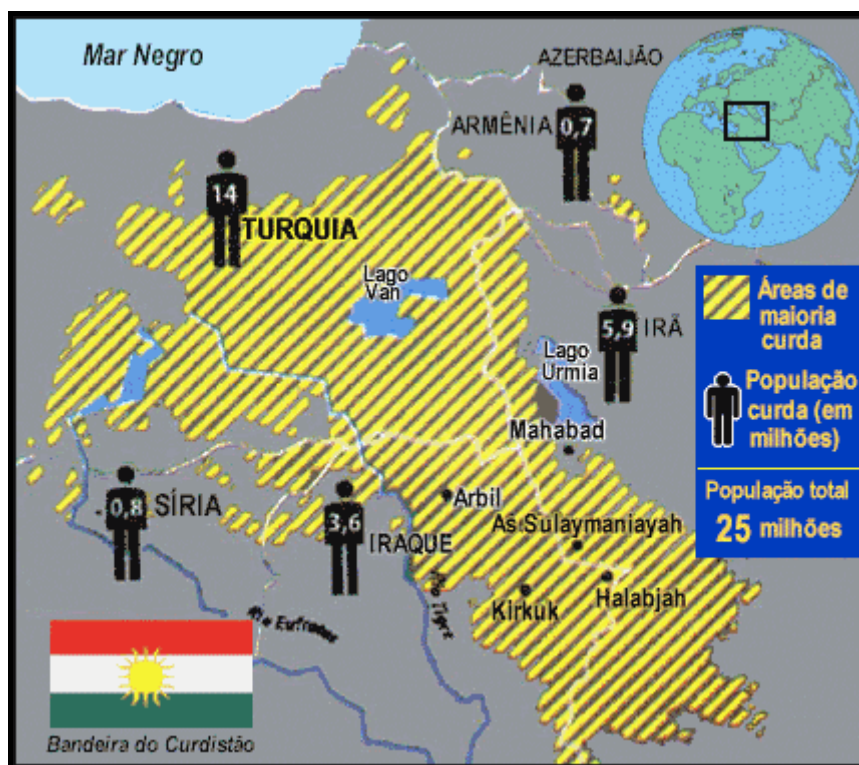 Mar Negro
AZERBAIJÃO
ARMÊNIA
0,7
14
TURQUIA
Lago
Van
5,9
IRÃ
Lago
Urmia
Mahabad
Áreas de
maioria
curda
População
curda (em
milhões)
População total
25 milhões
0,8
SÍRIA
3,6
IRAQUE
Arbil
As Sulaymaniayah
Kirkuk
Halabjah
Rio Eufrates
Rio Tigre
Bandeira do Curdistão